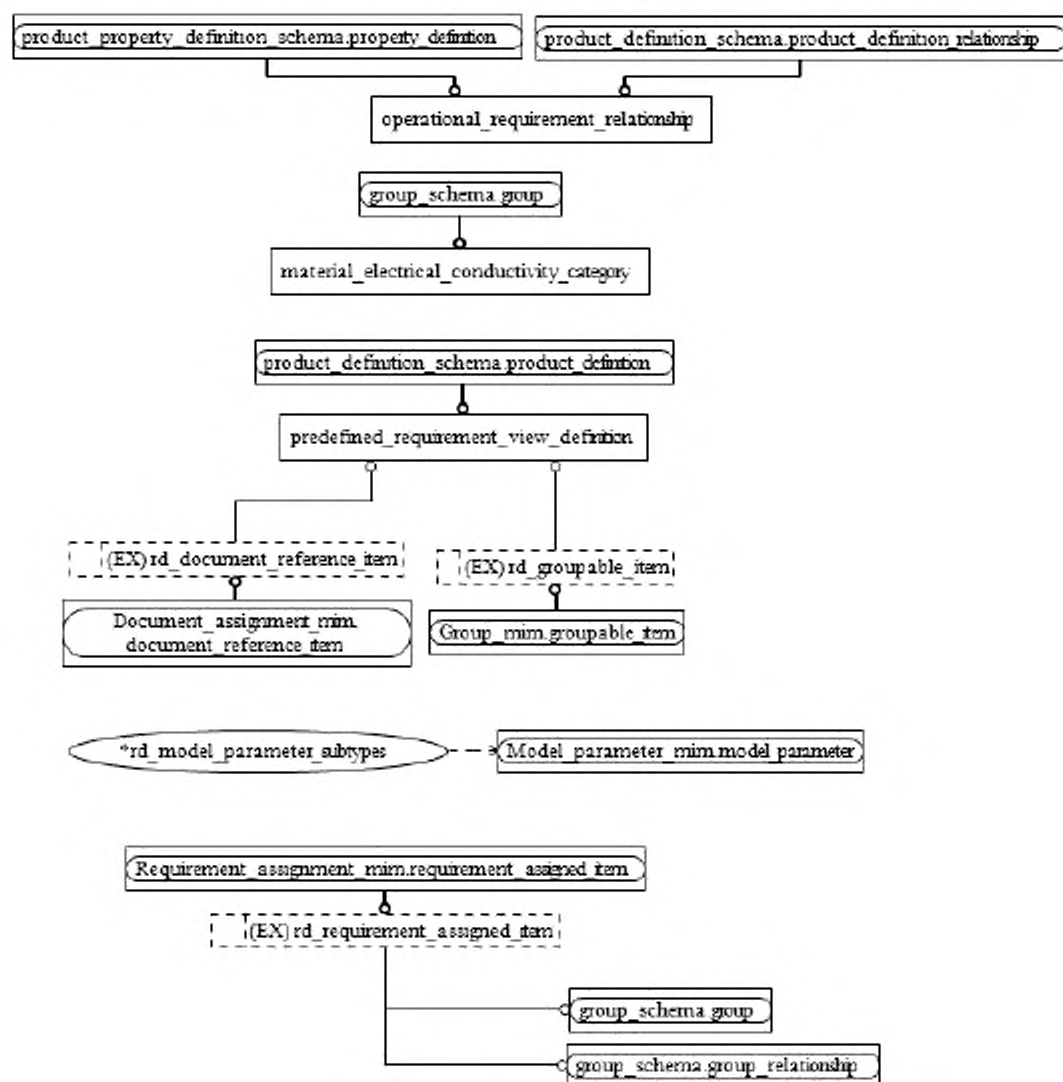 product_property_definition_schema.property_definition
product_definition_schema.product_definition_relationship
operational_requirement_relationship
group_schema.group
material_electrical_conductivity_category
product_definition_schema.product_definition
predefined_requirement_view_definition
(EX) rd_document_reference_item
(EX) rd_groupable_item
Document_assignment_mim.
document_reference_item
Group_mim.groupable_item
*rd_model_parameter_subtypes
Model_parameter_mim.model_parameter
Requirement_assignment_mim.requirement_assigned_item
(EX) rd_requirement_assigned_item
group_schema.group
group_schema.group_relationship